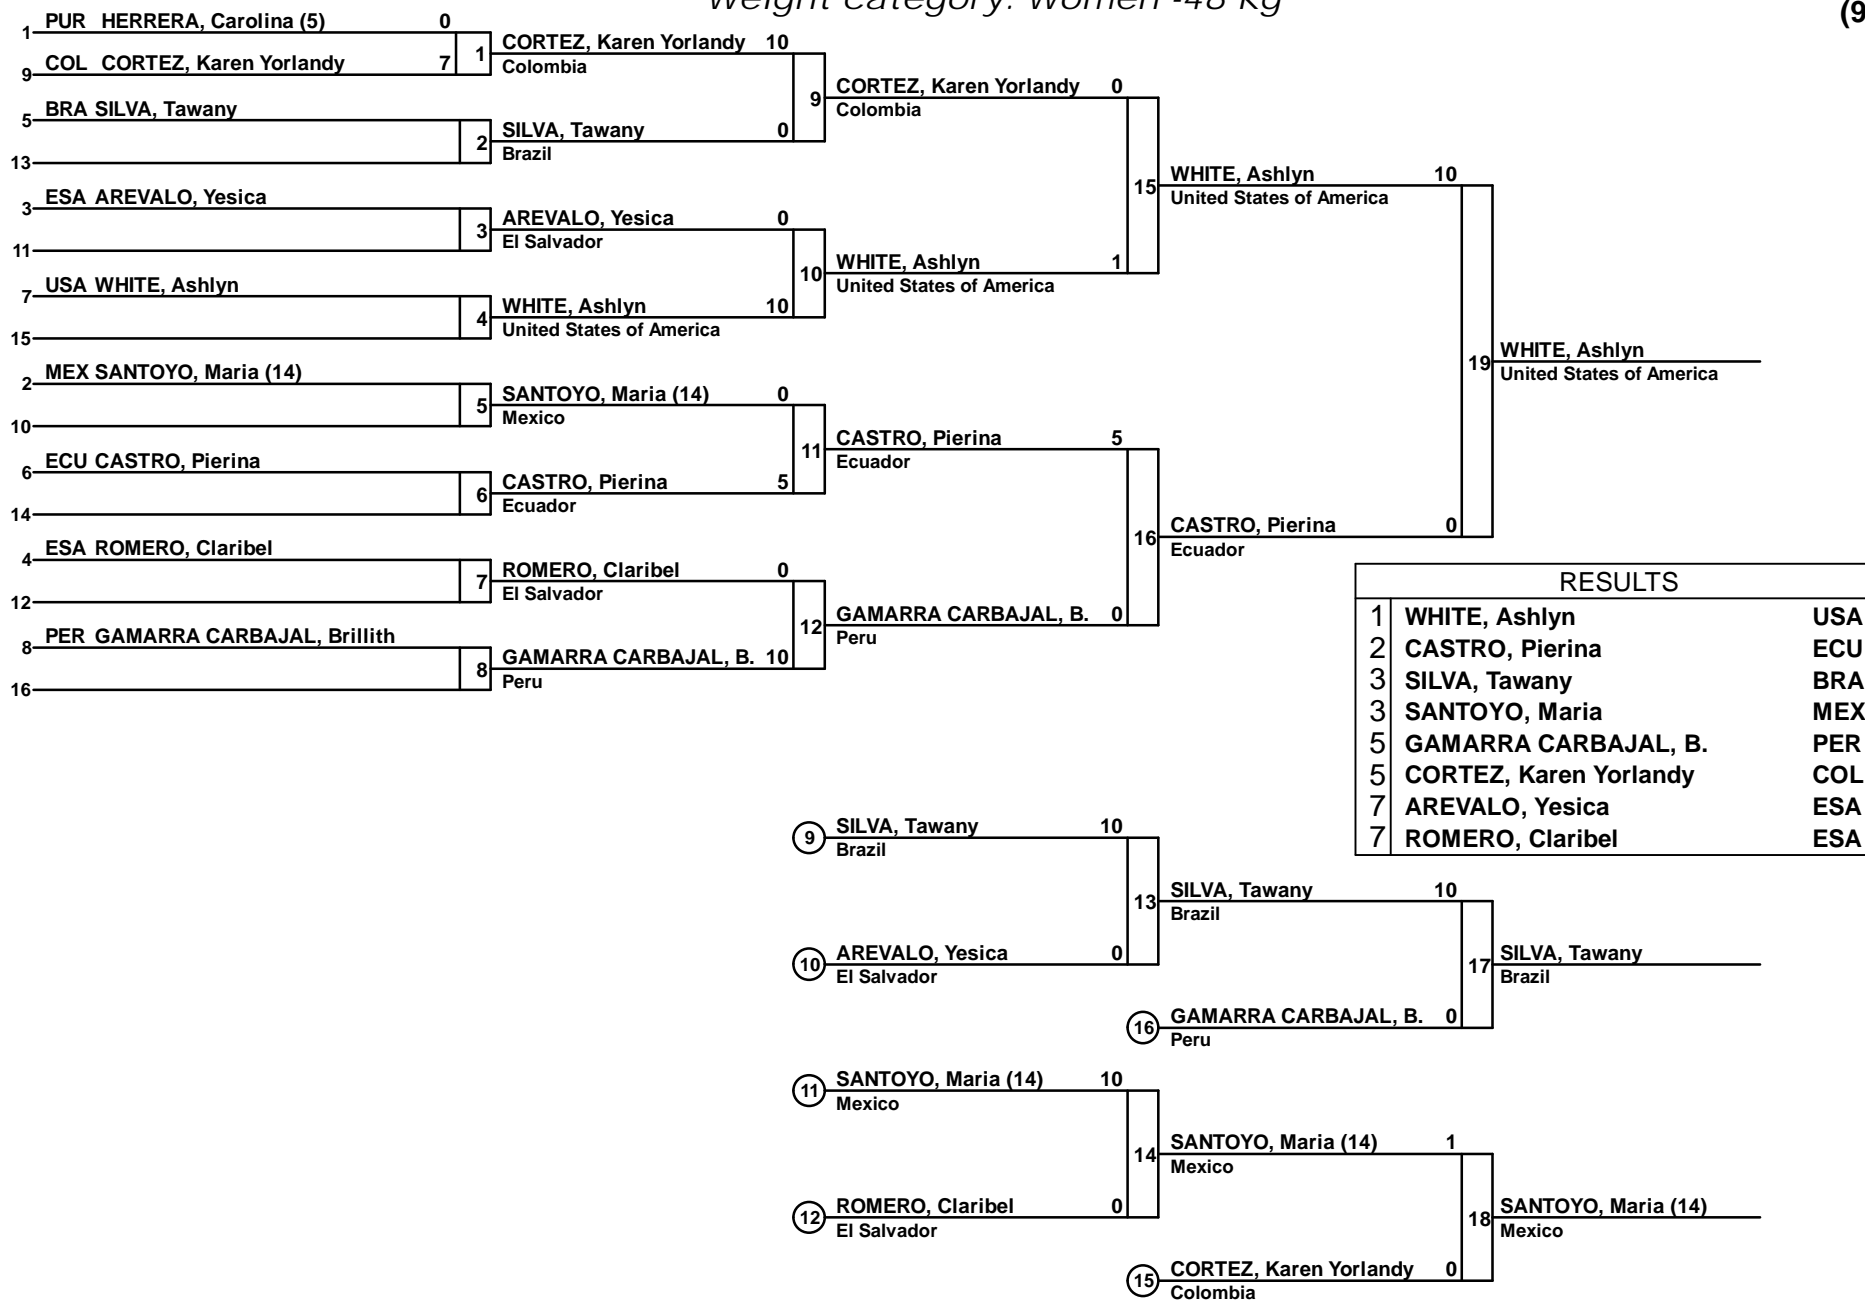 Weight category: Women -48 Kg
(9
1 PUR HERRERA, Carolina (5) 0
9 COL CORTEZ, Karen Yorlandy 7
1
5 BRA SILVA, Tawany
13
2
3 ESA AREVALO, Yesica
11
3
7 USA WHITE, Ashlyn
15
4
2 MEX SANTOYO, Maria (14)
10
5
6 ECU CASTRO, Pierina
14
6
4 ESA ROMERO, Claribel
12
7
8 PER GAMARRA CARBAJAL, Brillith
16
8
CORTEZ, Karen Yorlandy 10
Colombia
9
SILVA, Tawany 0
Brazil
AREVALO, Yesica 0
El Salvador
10
WHITE, Ashlyn 10
United States of America
SANTOYO, Maria (14) 0
Mexico
11
CASTRO, Pierina 5
Ecuador
ROMERO, Claribel 0
El Salvador
12
GAMARRA CARBAJAL, B. 10
Peru
CORTEZ, Karen Yorlandy 0
Colombia
15
WHITE, Ashlyn 1
United States of America
CASTRO, Pierina 5
Ecuador
16
GAMARRA CARBAJAL, B. 0
Peru
WHITE, Ashlyn 10
United States of America
19
CASTRO, Pierina 0
Ecuador
WHITE, Ashlyn
United States of America
RESULTS
1 WHITE, Ashlyn USA
2 CASTRO, Pierina ECU
3 SILVA, Tawany BRA
3 SANTOYO, Maria MEX
5 GAMARRA CARBAJAL, B. PER
5 CORTEZ, Karen Yorlandy COL
7 AREVALO, Yesica ESA
7 ROMERO, Claribel ESA
9 SILVA, Tawany 10
Brazil
13
10 AREVALO, Yesica 0
El Salvador
SILVA, Tawany 10
Brazil
17
16 GAMARRA CARBAJAL, B. 0
Peru
SILVA, Tawany
Brazil
11 SANTOYO, Maria (14) 10
Mexico
14
12 ROMERO, Claribel 0
El Salvador
SANTOYO, Maria (14) 1
Mexico
18
15 CORTEZ, Karen Yorlandy 0
Colombia
SANTOYO, Maria (14)
Mexico